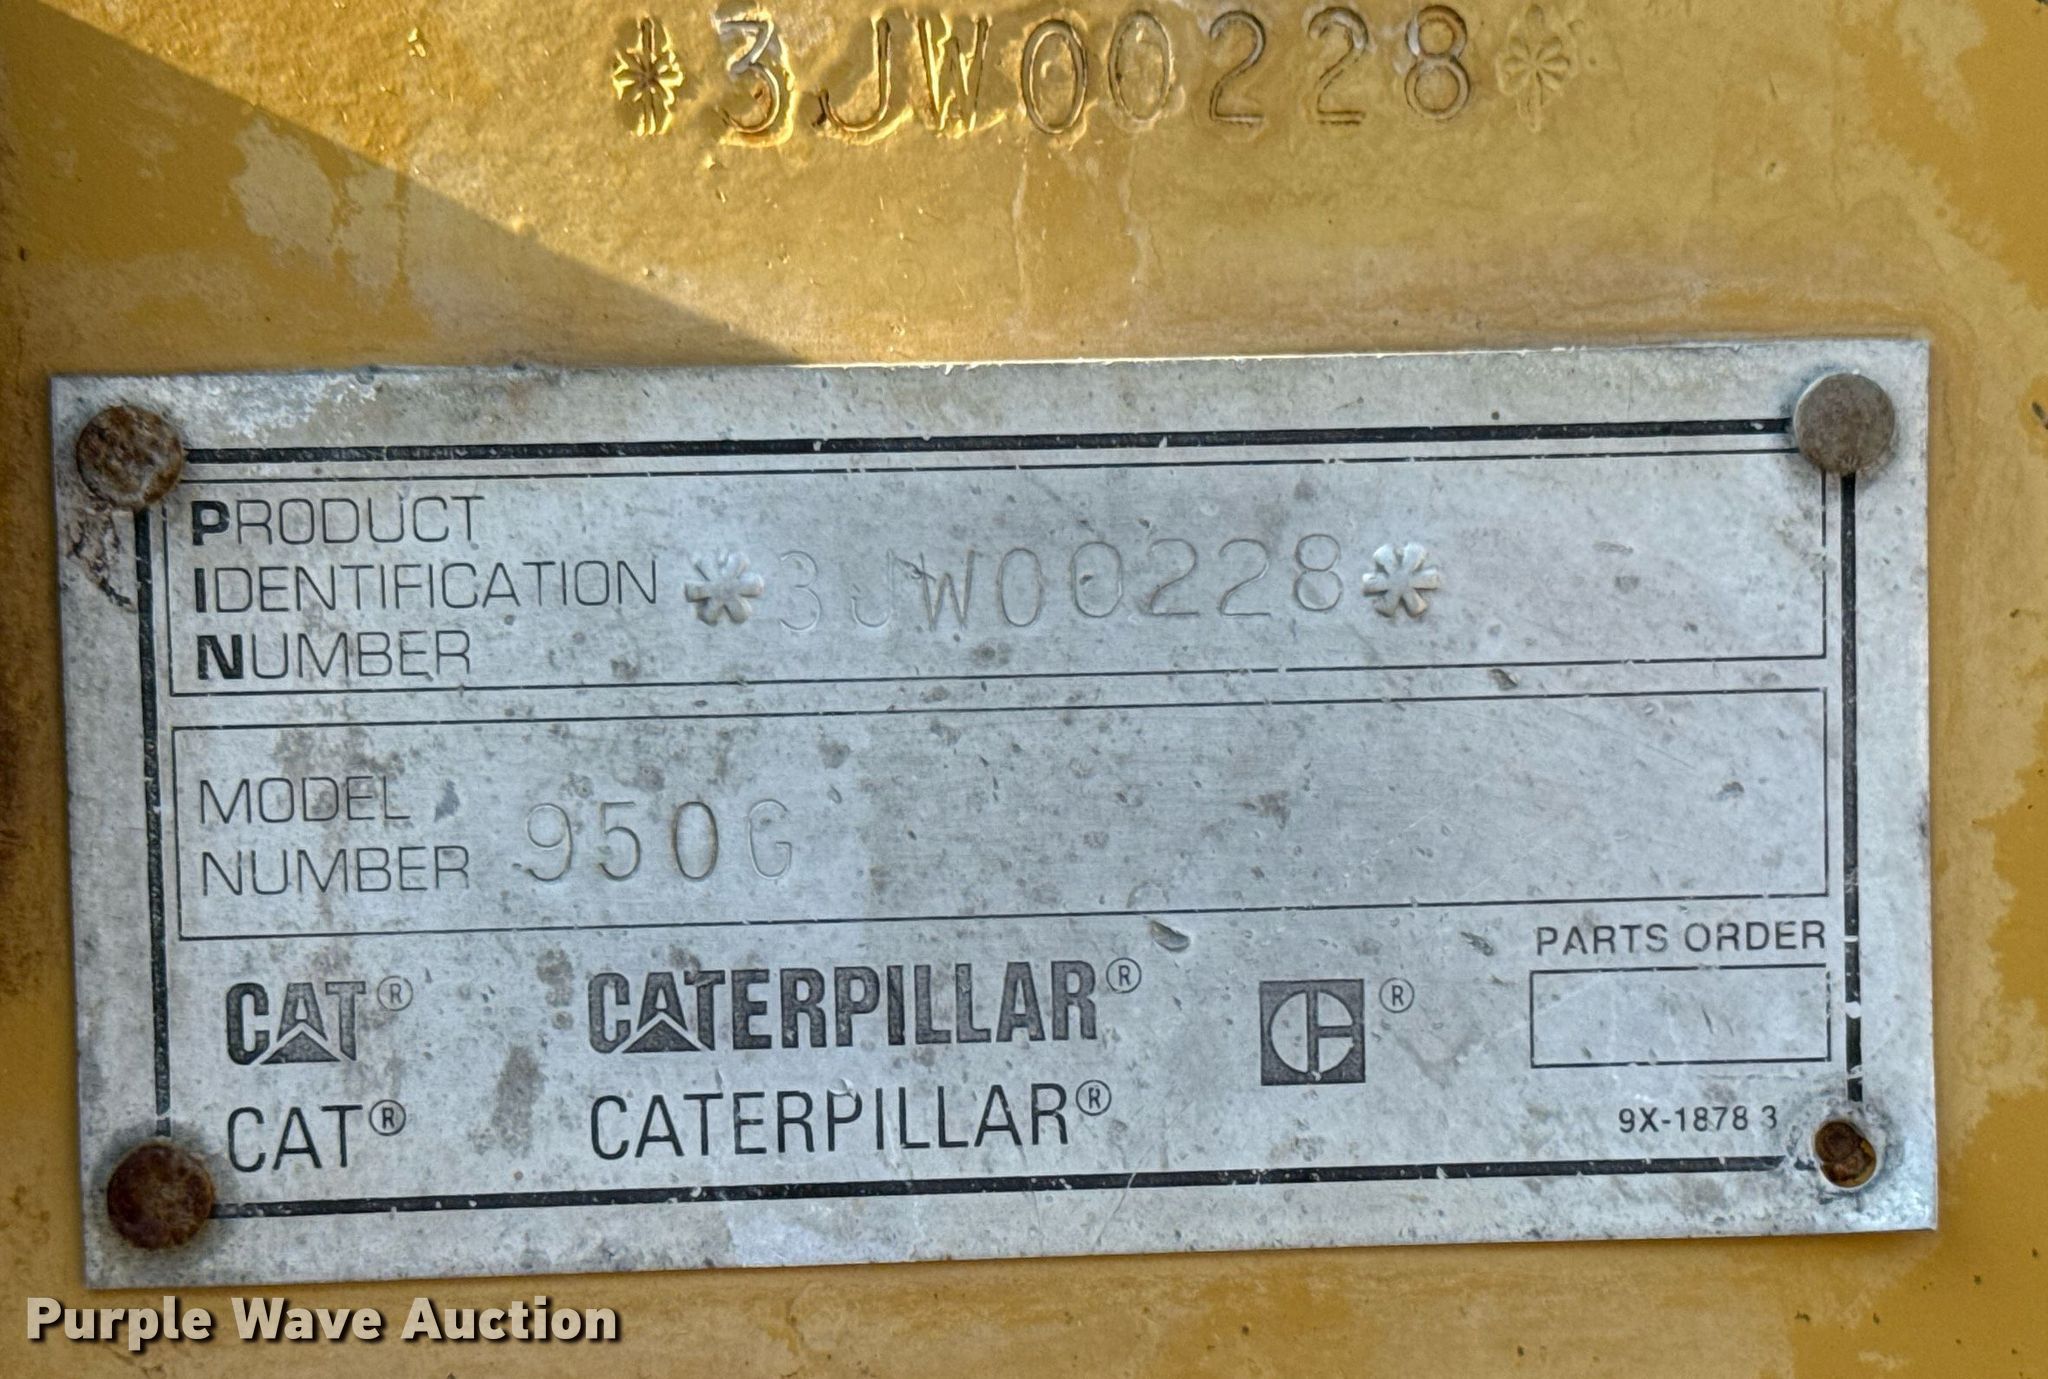 *3JW00228*
PRODUCT
IDENTIFICATION *3JW00228*
NUMBER
MODEL
NUMBER 950G
PARTS ORDER
CAT® CATERPILLAR® ®
CAT® CATERPILLAR®
9X-1878 3
Purple Wave Auction